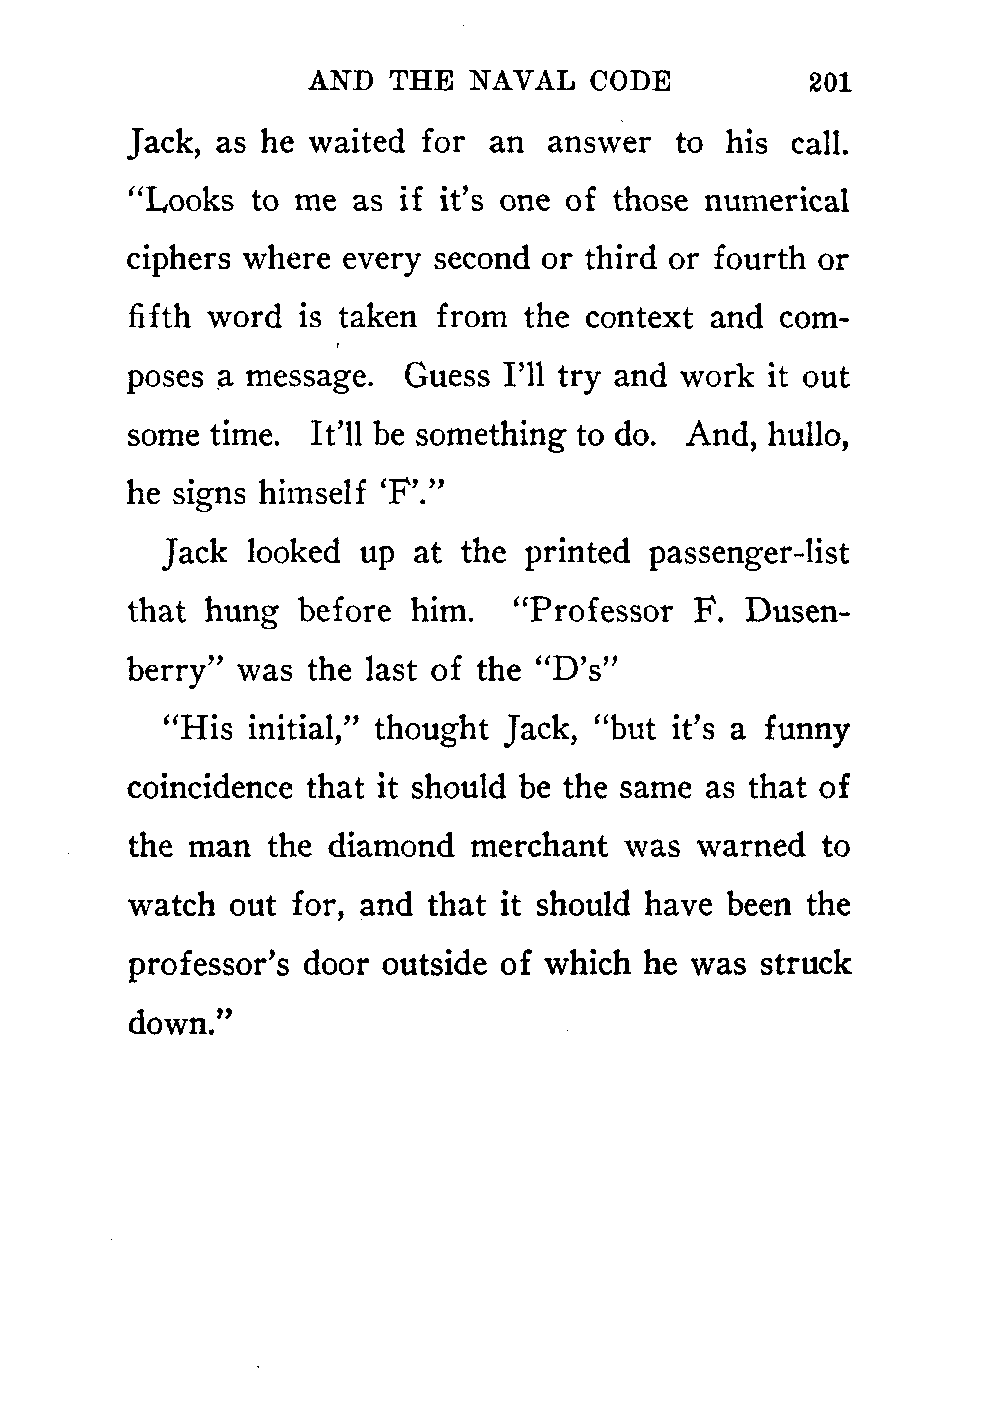 AND THE NAVAL CODE 201
Jack, as he waited for an answer to his call.
“Looks to me as if it’s one of those numerical
ciphers where every second or third or fourth or
fifth word is taken from the context and com-
poses a message. Guess I’ll try and work it out
some time. It’ll be something to do. And, hullo,
he signs himself ‘F’.”
Jack looked up at the printed passenger-list
that hung before him. “Professor F. Dusen-
berry” was the last of the “D’s”
“His initial,” thought Jack, “but it’s a funny
coincidence that it should be the same as that of
the man the diamond merchant was warned to
watch out for, and that it should have been the
professor’s door outside of which he was struck
down.”